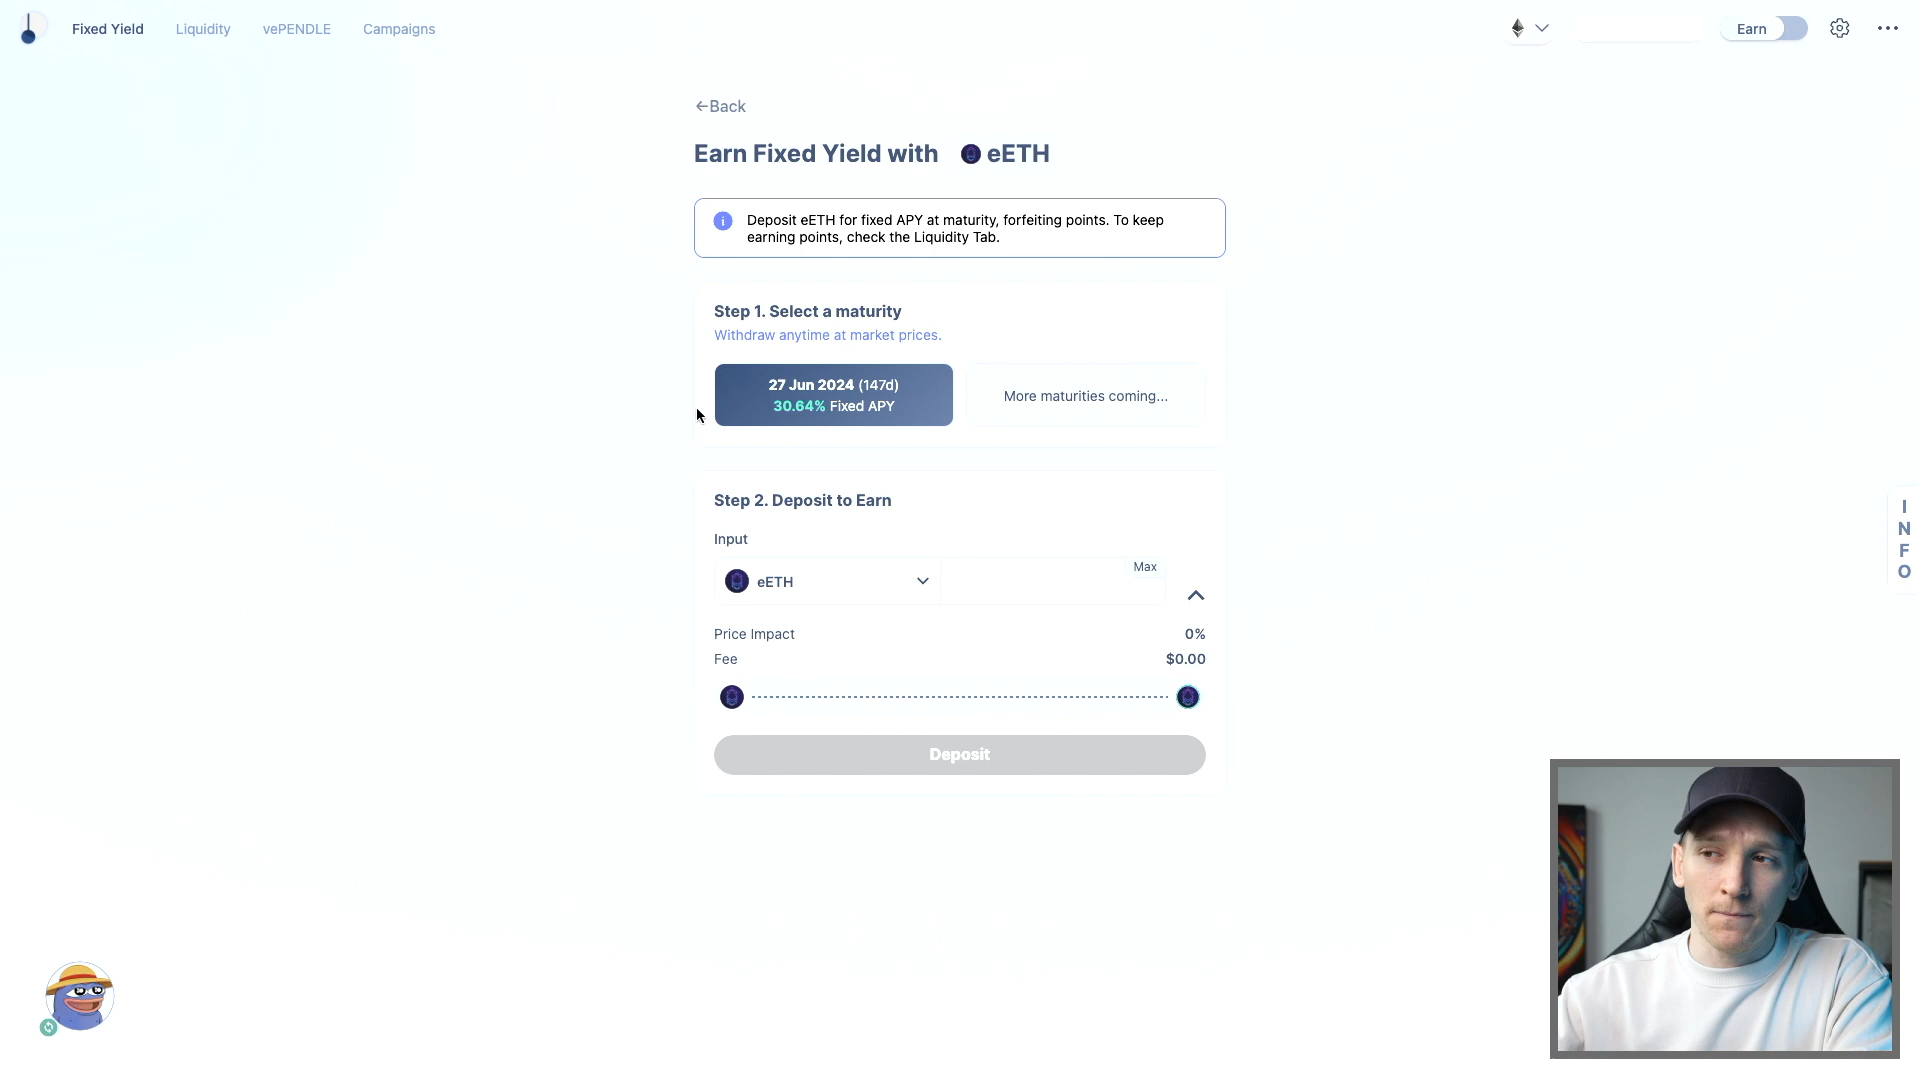 Fixed Yield
Liquidity
vePENDLE
Campaigns
Earn
←Back
Earn Fixed Yield with eETH
Deposit eETH for fixed APY at maturity, forfeiting points. To keep
earning points, check the Liquidity Tab.
Step 1. Select a maturity
Withdraw anytime at market prices.
27 Jun 2024 (147d)
30.64% Fixed APY
More maturities coming...
Step 2. Deposit to Earn
Input
eETH
Max
Price Impact
0%
Fee
$0.00
Deposit
INFO